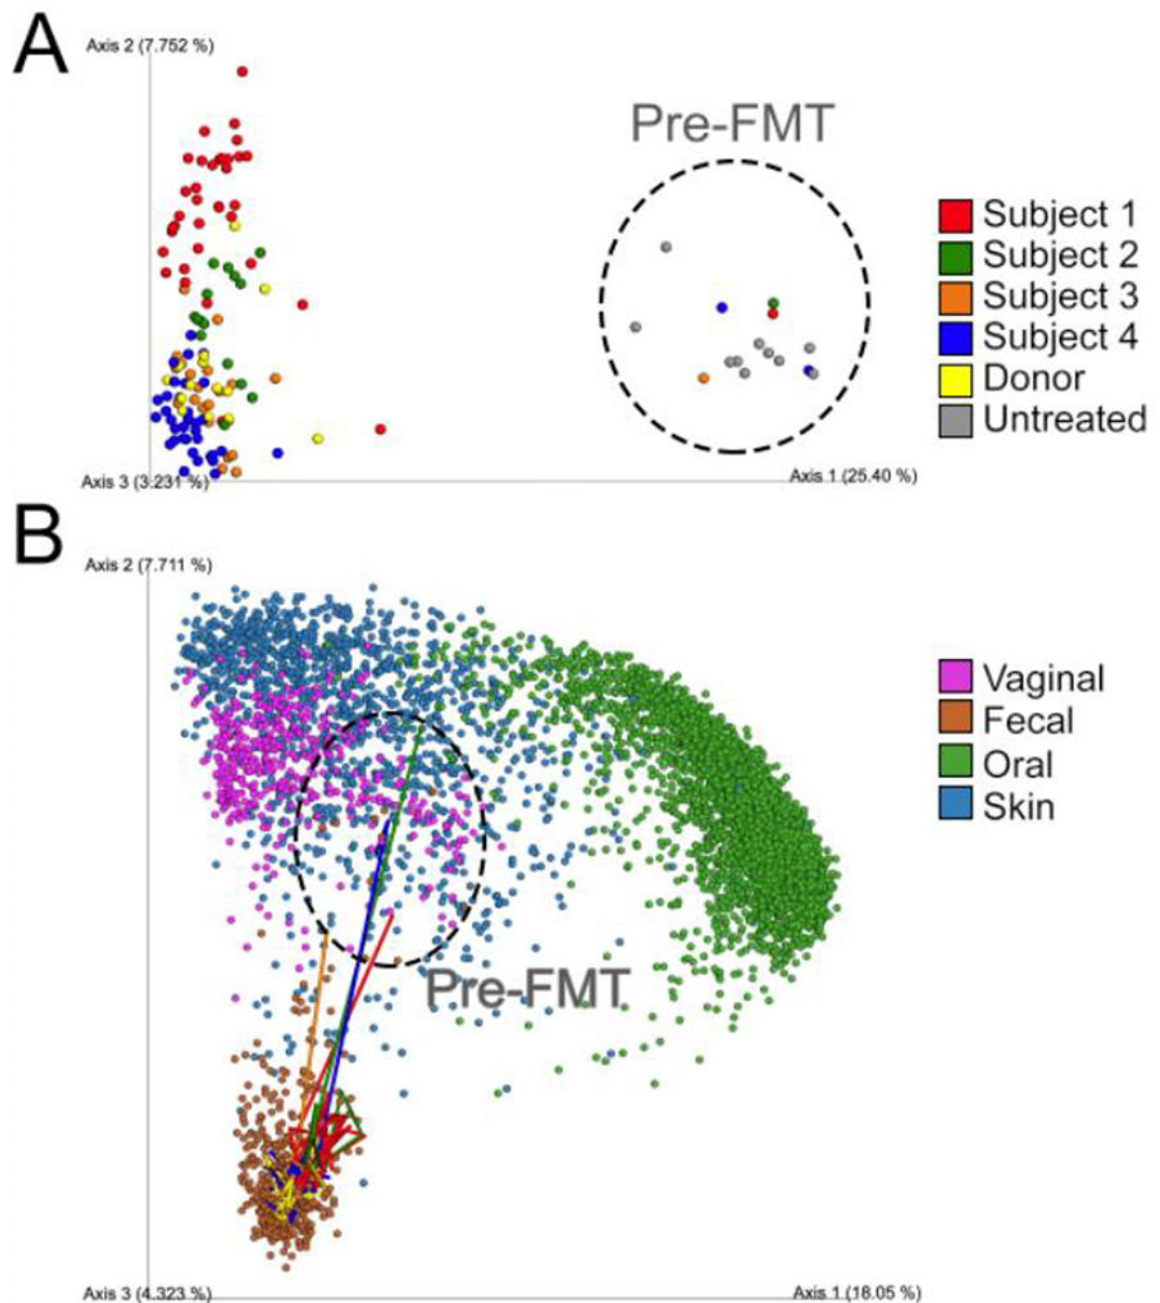 A
Axis 2 (7.752 %)
Pre-FMT
Subject 1
Subject 2
Subject 3
Subject 4
Donor
Untreated
Axis 3 (3.231 %)
Axis 1 (25.40 %)
B
Axis 2 (7.711 %)
Vaginal
Fecal
Oral
Skin
Pre-FMT
Axis 3 (4.323 %)
Axis 1 (18.05 %)